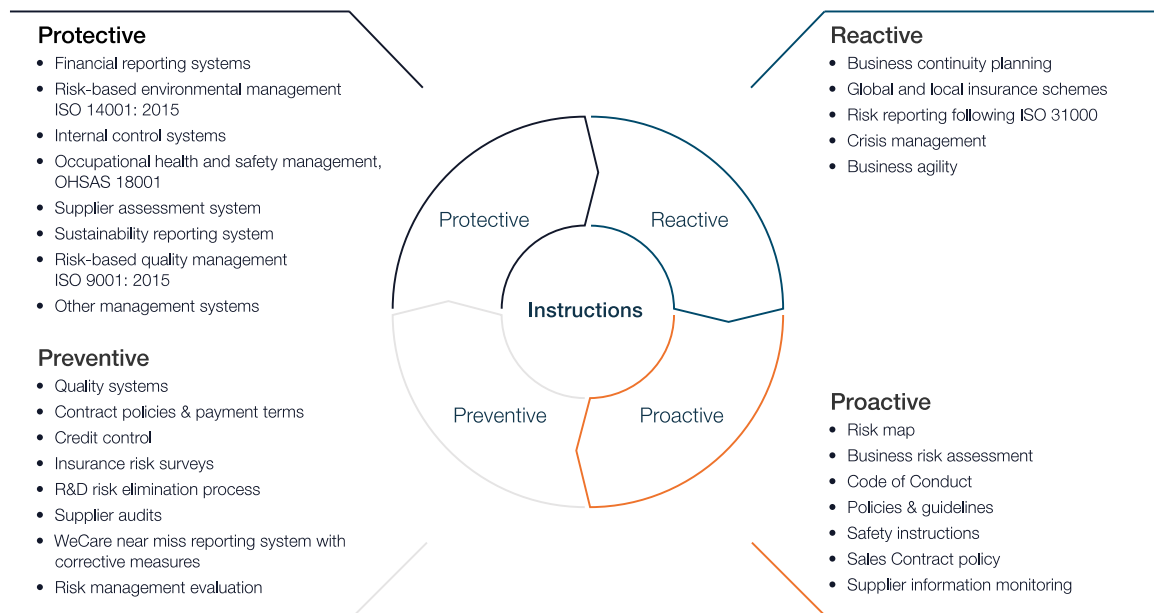 Protective
• Financial reporting systems
• Risk-based environmental management
ISO 14001: 2015
• Internal control systems
• Occupational health and safety management,
OHSAS 18001
• Supplier assessment system
• Sustainability reporting system
• Risk-based quality management
ISO 9001: 2015
• Other management systems
Preventive
• Quality systems
• Contract policies & payment terms
• Credit control
• Insurance risk surveys
• R&D risk elimination process
• Supplier audits
• WeCare near miss reporting system with
corrective measures
• Risk management evaluation
Protective
Reactive
Instructions
Preventive
Proactive
Reactive
• Business continuity planning
• Global and local insurance schemes
• Risk reporting following ISO 31000
• Crisis management
• Business agility
Proactive
• Risk map
• Business risk assessment
• Code of Conduct
• Policies & guidelines
• Safety instructions
• Sales Contract policy
• Supplier information monitoring